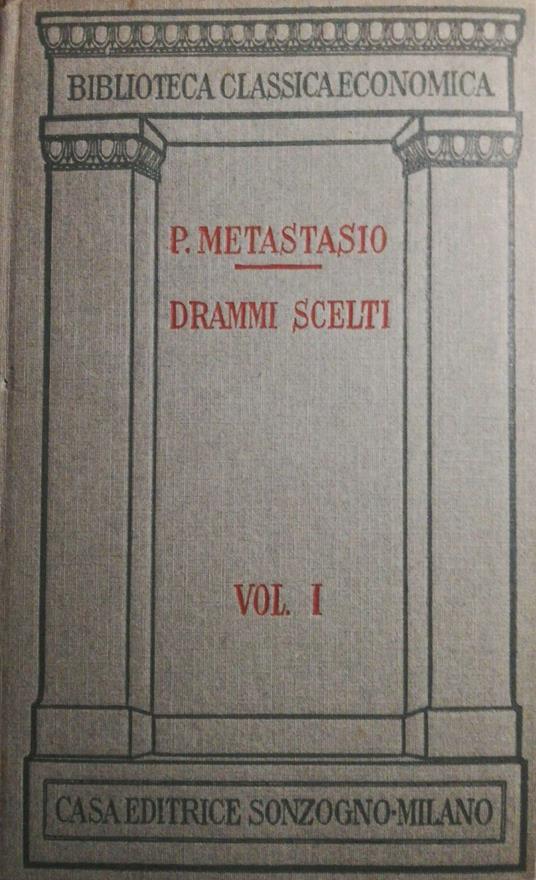 BIBLIOTECA CLASSICA ECONOMICA
P. METASTASIO
DRAMMI SCELTI
VOL. I
CASA EDITRICE SONZOGNO·MILANO